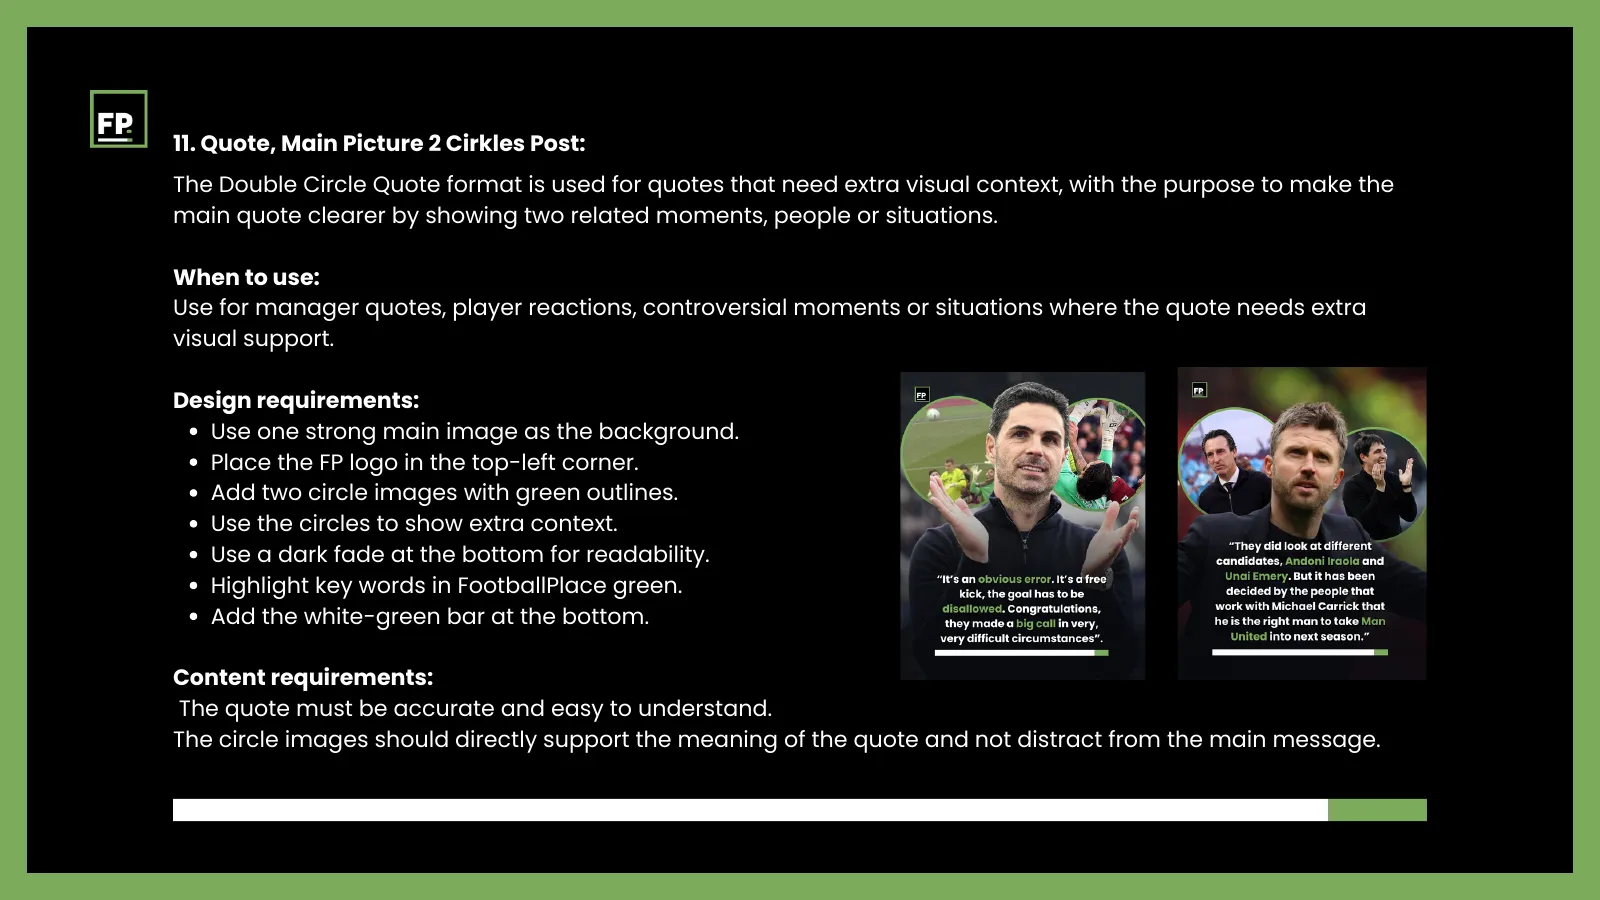 FP.
11. Quote, Main Picture 2 Cirkles Post:
The Double Circle Quote format is used for quotes that need extra visual context, with the purpose to make the
main quote clearer by showing two related moments, people or situations.
When to use:
Use for manager quotes, player reactions, controversial moments or situations where the quote needs extra
visual support.
Design requirements:
• Use one strong main image as the background.
• Place the FP logo in the top-left corner.
• Add two circle images with green outlines.
• Use the circles to show extra context.
• Use a dark fade at the bottom for readability.
• Highlight key words in FootballPlace green.
• Add the white-green bar at the bottom.
Content requirements:
The quote must be accurate and easy to understand.
The circle images should directly support the meaning of the quote and not distract from the main message.
FP.
“It’s an obvious error. It’s a free
kick, the goal has to be
disallowed. Congratulations,
they made a big call in very,
very difficult circumstances”.
FP.
“They did look at different
candidates, Andoni Iraola and
Unai Emery. But it has been
decided by the people that
work with Michael Carrick that
he is the right man to take Man
United into next season.”